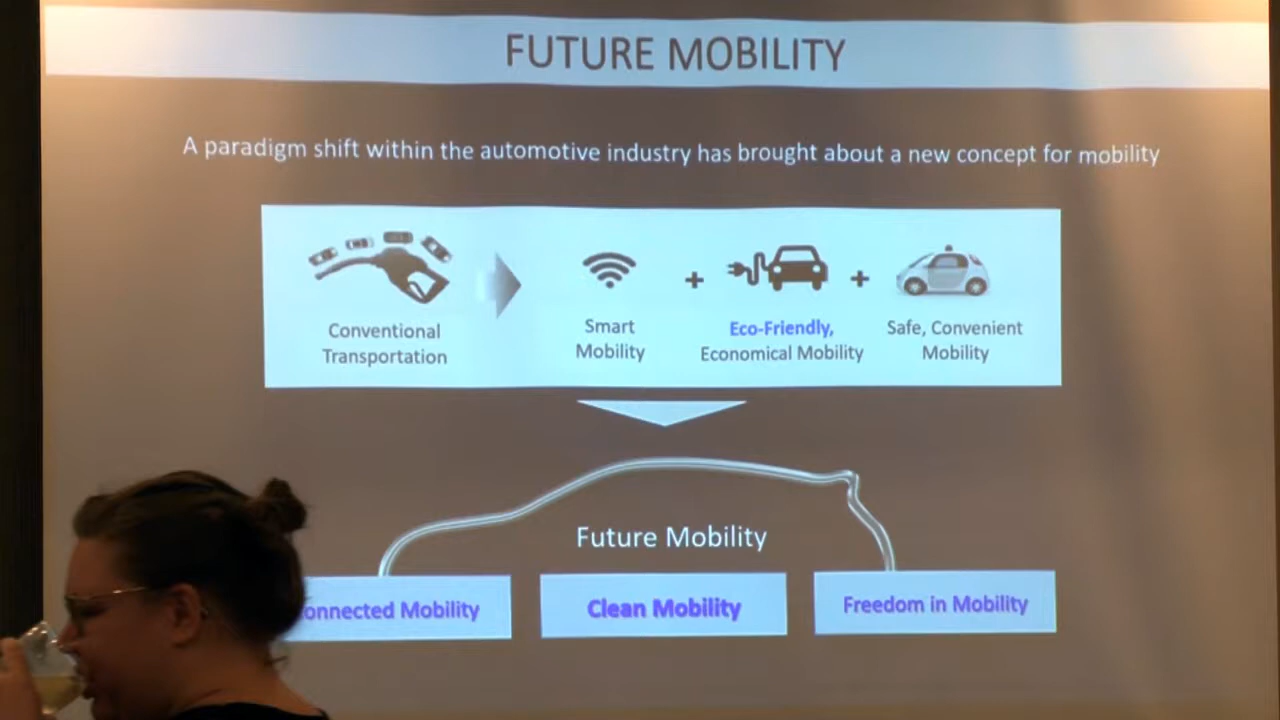 FUTURE MOBILITY
A paradigm shift within the automotive industry has brought about a new concept for mobility
Conventional
Transportation
Smart
Mobility
Eco-Friendly,
Economical Mobility
Safe, Convenient
Mobility
Future Mobility
onnected Mobility
Clean Mobility
Freedom in Mobility